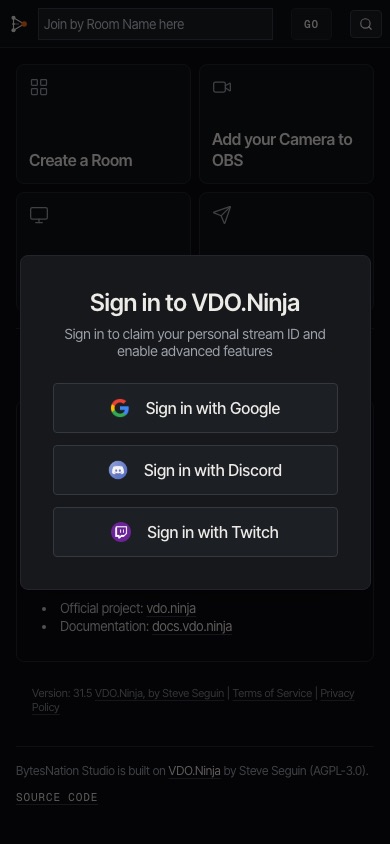 Join by Room Name here
GO
Create a Room
Add your Camera to
OBS
Sign in to VDO.Ninja
Sign in to claim your personal stream ID and
enable advanced features
Sign in with Google
Sign in with Discord
Sign in with Twitch
Official project: vdo.ninja
Documentation: docs.vdo.ninja
Version: 31.5 VDO.Ninja, by Steve Seguin | Terms of Service | Privacy
Policy
BytesNation Studio is built on VDO.Ninja by Steve Seguin (AGPL-3.0).
SOURCE CODE